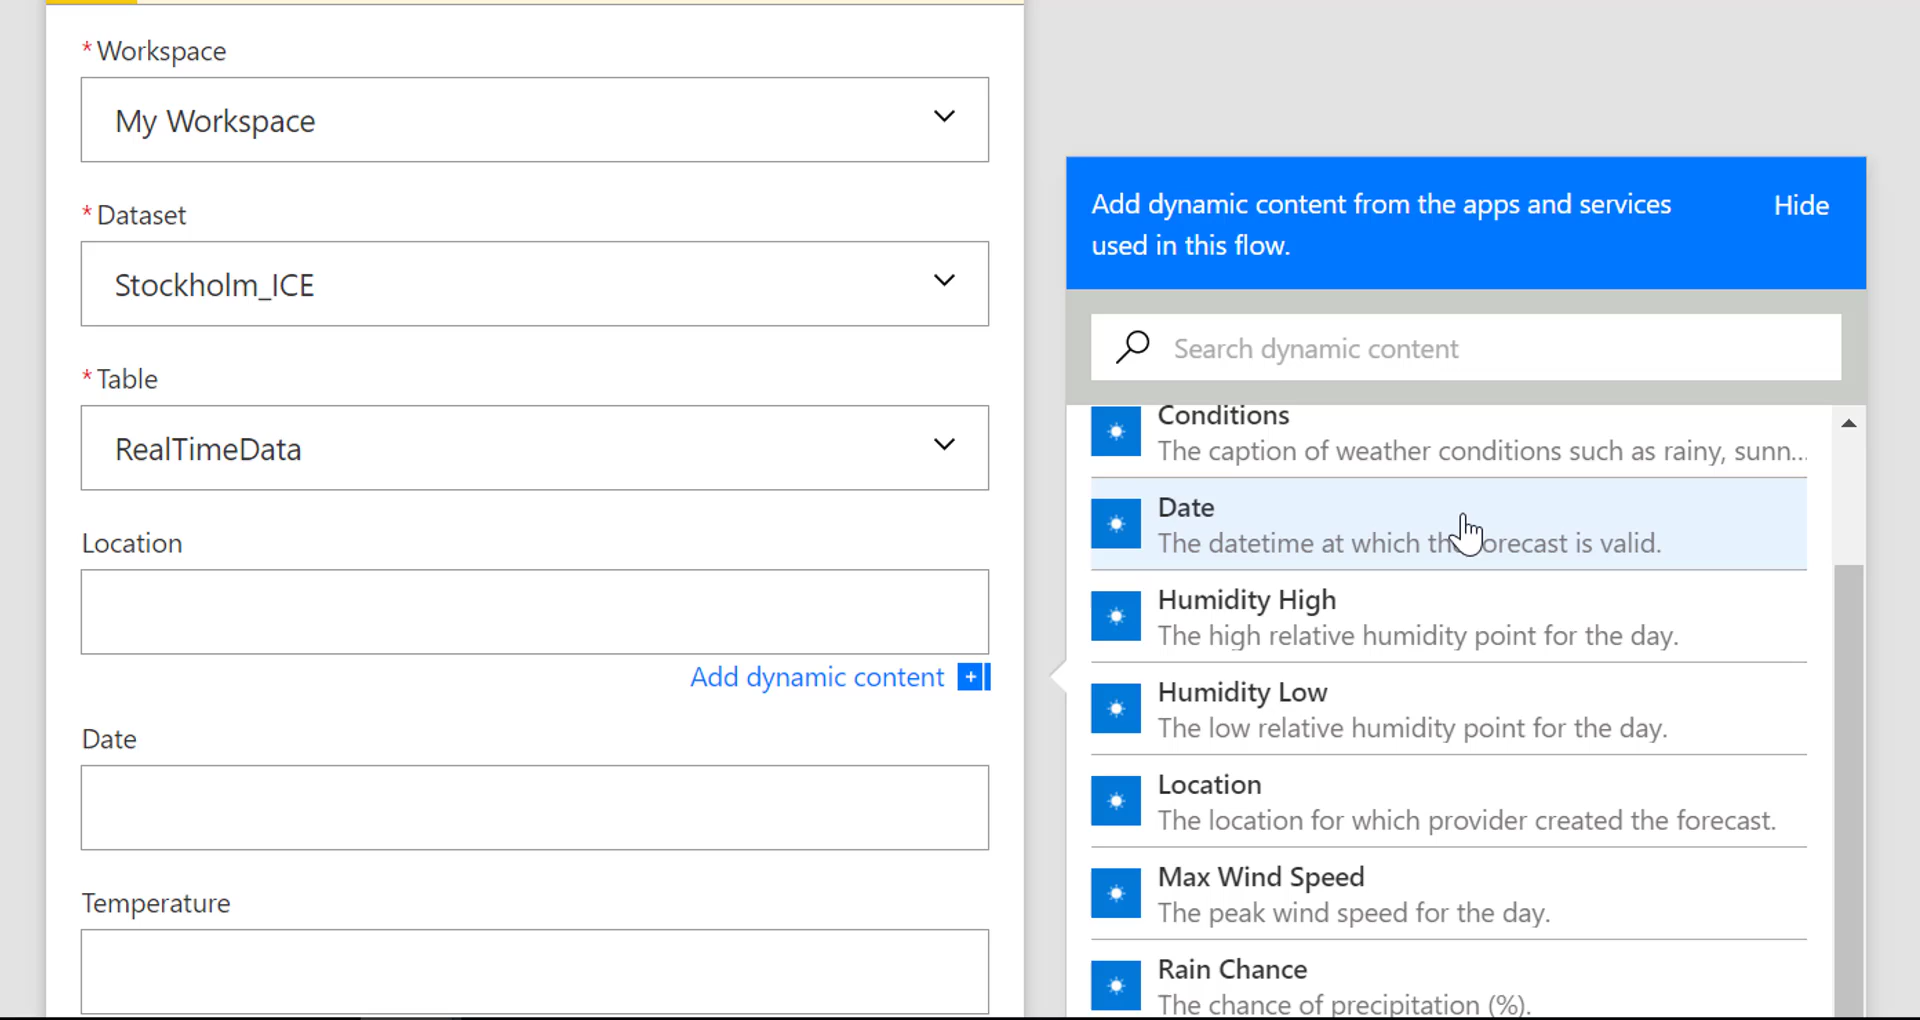 * Workspace
My Workspace
* Dataset
Stockholm_ICE
* Table
RealTimeData
Location
Add dynamic content
Date
Temperature
Add dynamic content from the apps and services
used in this flow.
Hide
Search dynamic content
Conditions
The caption of weather conditions such as rainy, sunn...
Date
The datetime at which the forecast is valid.
Humidity High
The high relative humidity point for the day.
Humidity Low
The low relative humidity point for the day.
Location
The location for which provider created the forecast.
Max Wind Speed
The peak wind speed for the day.
Rain Chance
The chance of precipitation (%).